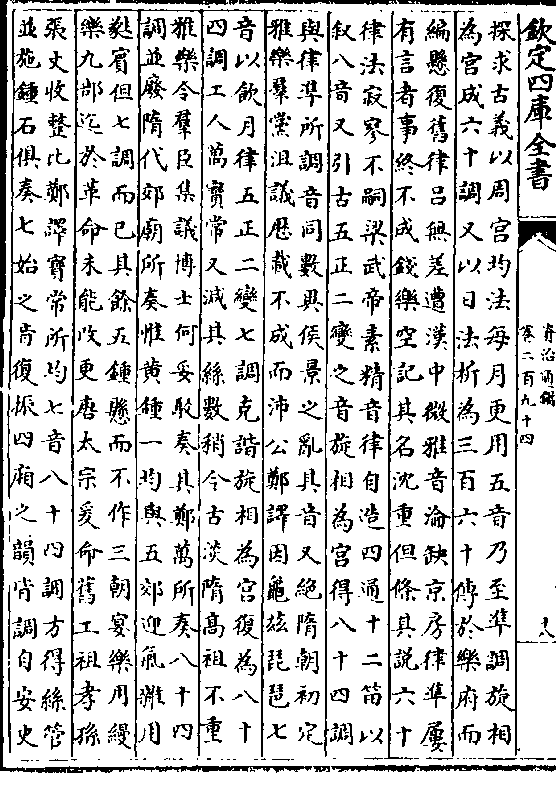 欽定四庫全書
資治通鑑
卷二百九十四
十八
探求古義以周宫均法每月更用五音乃至準調旋相
為宫成六十調又以日法析為三百六十傳於樂府而
編懸復舊律吕無差遭漢中微雅音淪缺京房律準屢
有言者事終不成錢樂空記其名沈重但條其說六十
律法寂寥不嗣梁武帝素精音律自造四通十二笛以
叙八音又引古五正二變之音旋相為宫得八十四調
與律準所調音同數異侯景之亂其音又絶隋朝初定
雅樂羣黨沮議歴載不成而沛公鄭譯因龜玆琵琶七
音以飲月律五正二變七調克諧旋相為宫復為八十
四調工人萬寶常又减其絲數稍令古淡隋高祖不重
雅樂令羣臣集議博士何妥駁奏其鄭萬所奏八十四
調並廢隋代郊廟所奏惟黄鍾一均與五郊迎氣雜用
蕤賓但七調而已其餘五鍾懸而不作三朝宴樂用縵
樂九部迄於革命未能改更唐太宗爰命舊工祖孝孫
張文收整比鄭譯寳常所均七音八十四調方得絲管
並施鍾石俱奏七始之音復振四廂之韻皆調自安史